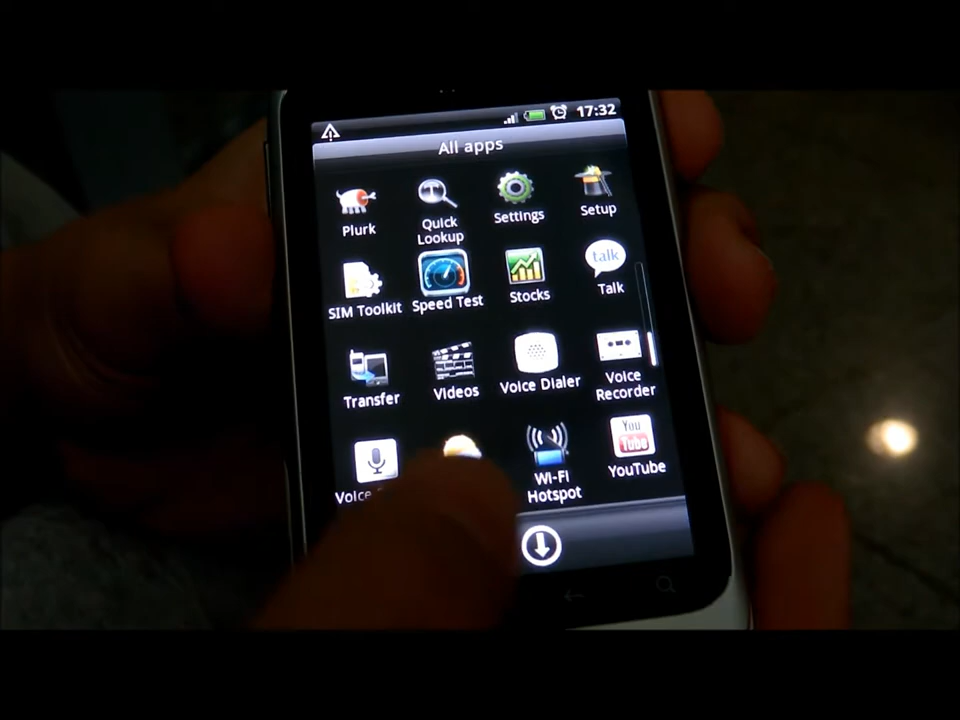 17:32
All apps
Plurk
Quick
Lookup
Settings
Setup
SIM Toolkit
Speed Test
Stocks
talk
Talk
Transfer
Videos
Voice Dialer
Voice
Recorder
Voice
Wi-Fi
Hotspot
You
Tube
YouTube